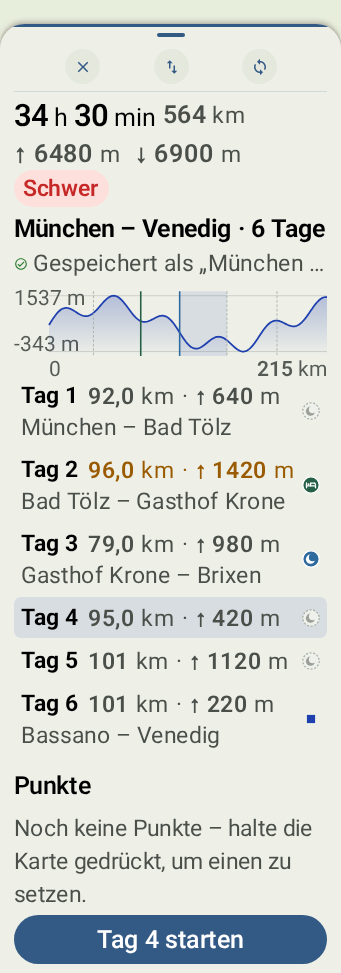 34 h 30 min 564 km
↑ 6480 m ↓ 6900 m
Schwer
München – Venedig · 6 Tage
Gespeichert als „München ...
1537 m
-343 m
0 215 km
Tag 1 92,0 km · ↑ 640 m
München – Bad Tölz
Tag 2 96,0 km · ↑ 1420 m
Bad Tölz – Gasthof Krone
Tag 3 79,0 km · ↑ 980 m
Gasthof Krone – Brixen
Tag 4 95,0 km · ↑ 420 m
Tag 5 101 km · ↑ 1120 m
Tag 6 101 km · ↑ 220 m
Bassano – Venedig
Punkte
Noch keine Punkte – halte die
Karte gedrückt, um einen zu
setzen.
Tag 4 starten